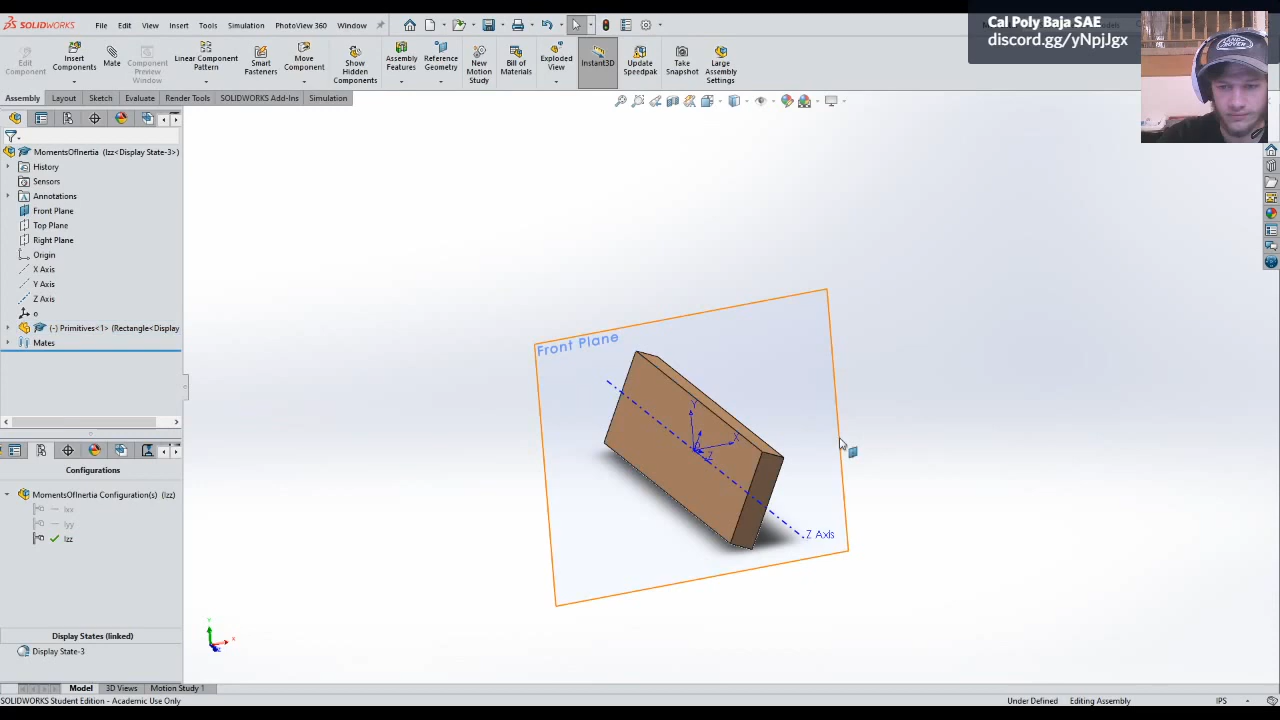 SOLIDWORKS File Edit View Insert Tools Simulation PhotoView 360 Window
Cal Poly Baja SAE
discord.gg/yNpjJgx
Edit
Component
Insert
Components
Mate
Component
Preview
Window
Linear Component
Pattern
Smart
Fasteners
Move
Component
Show
Hidden
Components
Assembly
Features
Reference
Geometry
New
Motion
Study
Bill of
Materials
Exploded
View
Instant3D
Update
Speedpak
Take
Snapshot
Large
Assembly
Settings
Assembly Layout Sketch Evaluate Render Tools SOLIDWORKS Add-Ins Simulation
MomentsOfInertia (Izz<Display State-3>)
History
Sensors
Annotations
Front Plane
Top Plane
Right Plane
Origin
X Axis
Y Axis
Z Axis
o
(-) Primitives<1> (Rectangle<Display
Mates
Front Plane
Y
X
Z
Z Axis
Configurations
MomentsOfInertia Configuration(s) (Izz)
Ixx
Iyy
Izz
Display States (linked)
Display State-3
Model 3D Views Motion Study 1
SOLIDWORKS Student Edition - Academic Use Only Under Defined Editing Assembly IPS